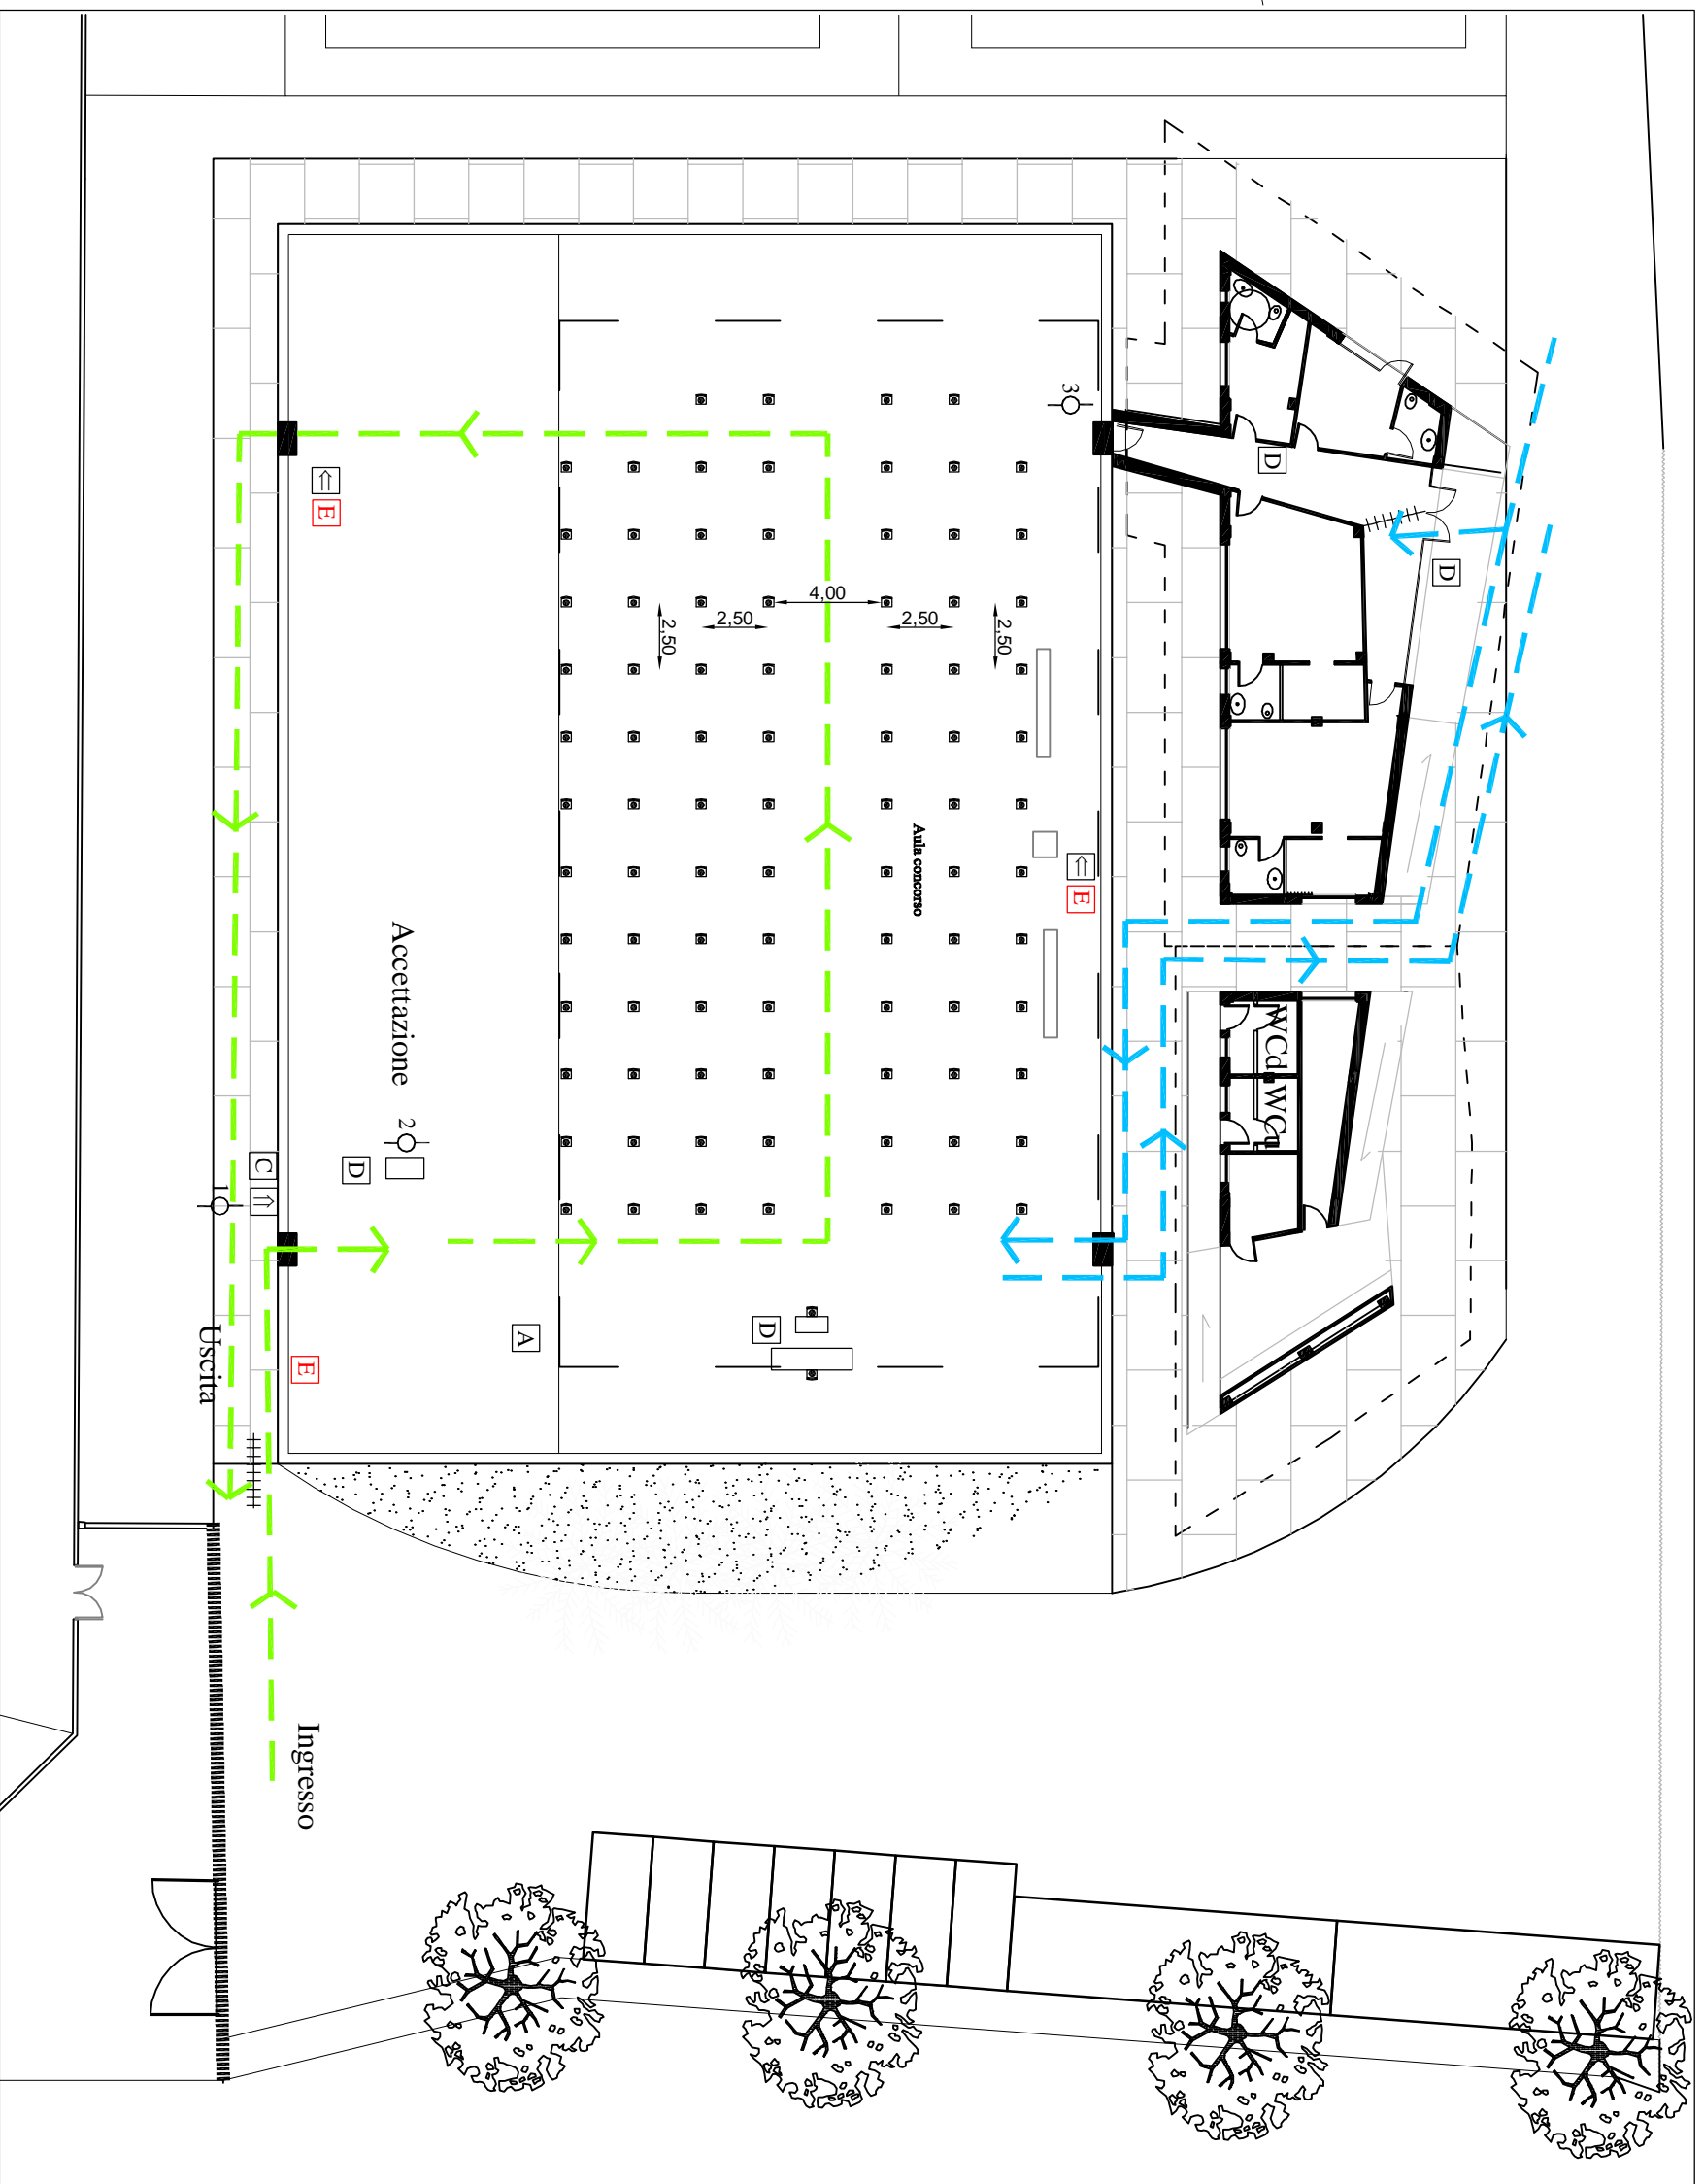 3
D
⇐
E
D
4,00
2,50
2,50
2,50
2,50
Aula concorso
⇐
E
Accettazione
WCd
WCu
2
D
C
⇒
1
D
A
E
Uscita
Ingresso